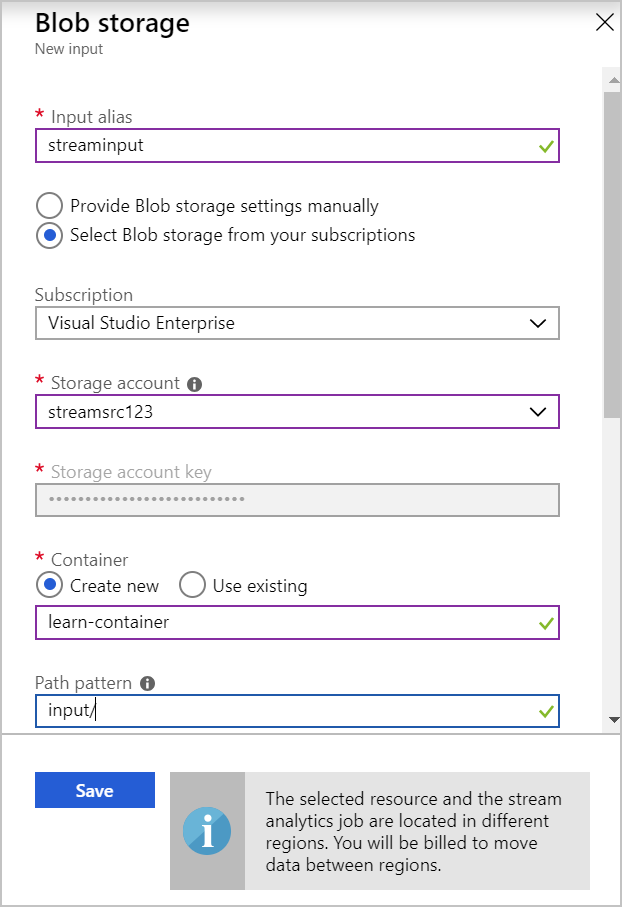 Blob storage
New input
* Input alias
streaminput
Provide Blob storage settings manually
Select Blob storage from your subscriptions
Subscription
Visual Studio Enterprise
* Storage account
streamsrc123
* Storage account key
•••••••••••••••••••••••••••
* Container
Create new Use existing
learn-container
Path pattern
input/
Save
The selected resource and the stream
analytics job are located in different
regions. You will be billed to move
data between regions.